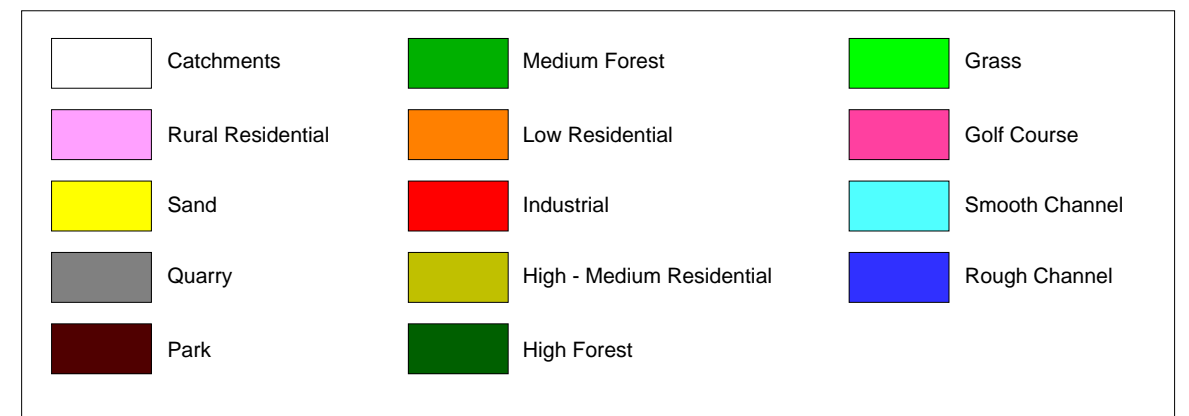 Catchments
Rural Residential
Sand
Quarry
Park
Medium Forest
Low Residential
Industrial
High - Medium Residential
High Forest
Grass
Golf Course
Smooth Channel
Rough Channel